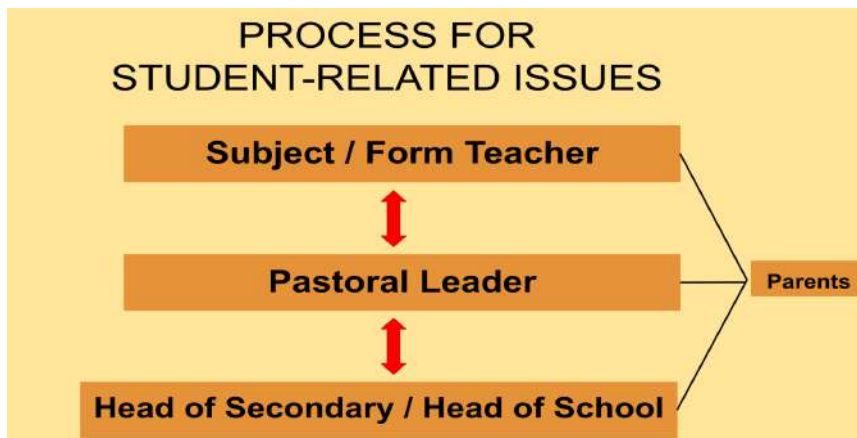 PROCESS FOR
STUDENT-RELATED ISSUES
Subject / Form Teacher
Pastoral Leader
Parents
Head of Secondary / Head of School